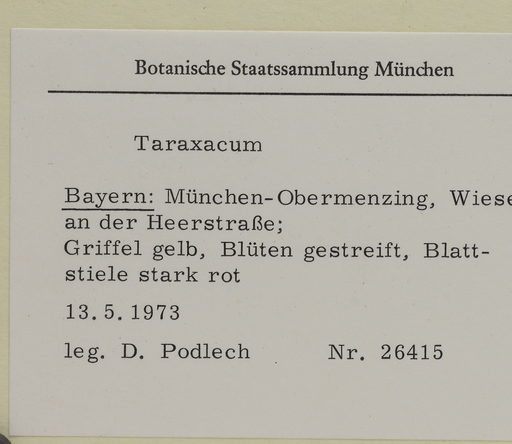 Botanische Staatssammlung München
Taraxacum
Bayern: München-Obermenzing, Wiese
an der Heerstraße;
Griffel gelb, Blüten gestreift, Blatt-
stiele stark rot
13.5.1973
leg. D. Podlech Nr. 26415